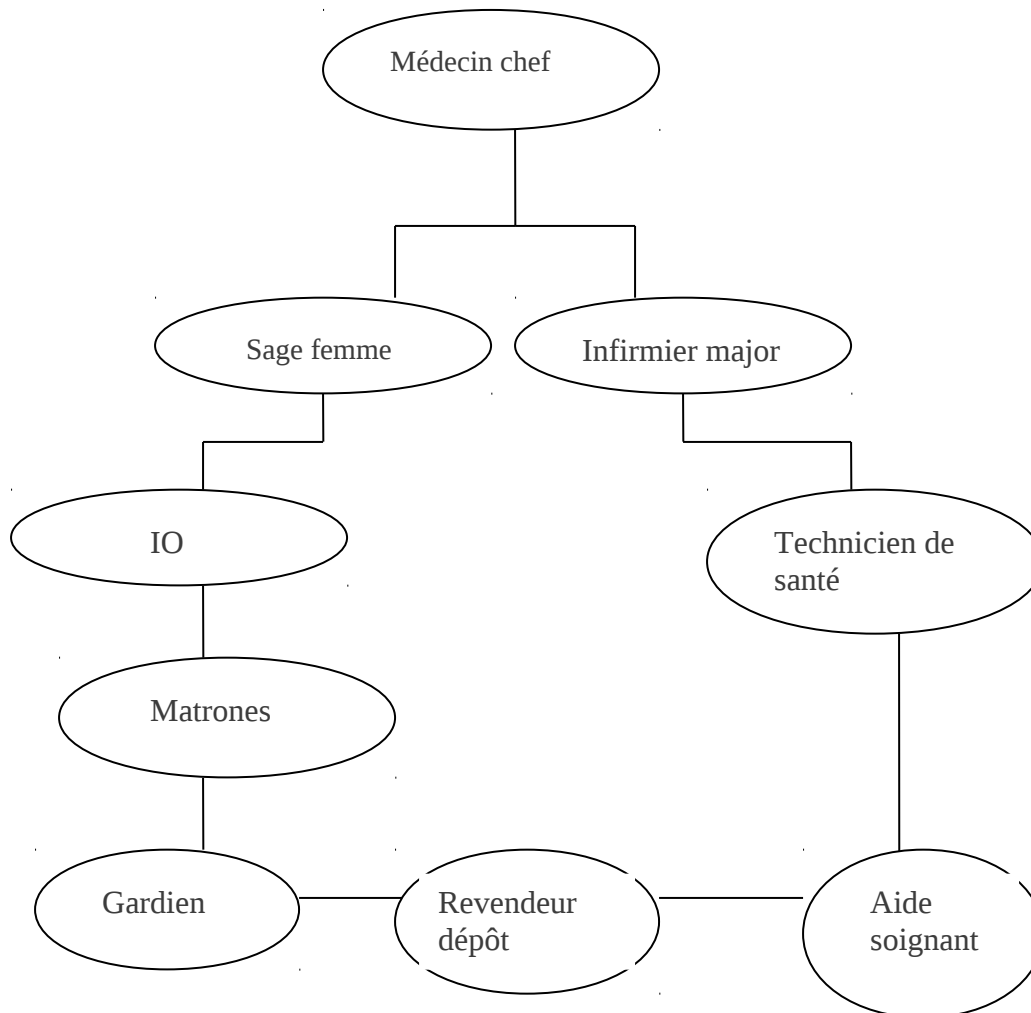 Médecin chef
Sage femme
Infirmier major
IO
Technicien de
santé
Matrones
Gardien
Revendeur
dépôt
Aide
soignant